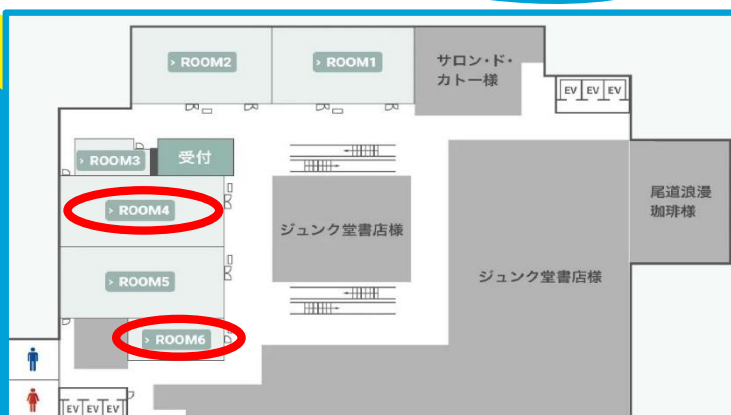 > ROOM2
> ROOM1
サロン・ド・
カトー様
EV EV EV
> ROOM3
受付
> ROOM4
ジュンク堂書店様
尾道浪漫
珈琲様
> ROOM5
ジュンク堂書店様
> ROOM6
EV EV EV